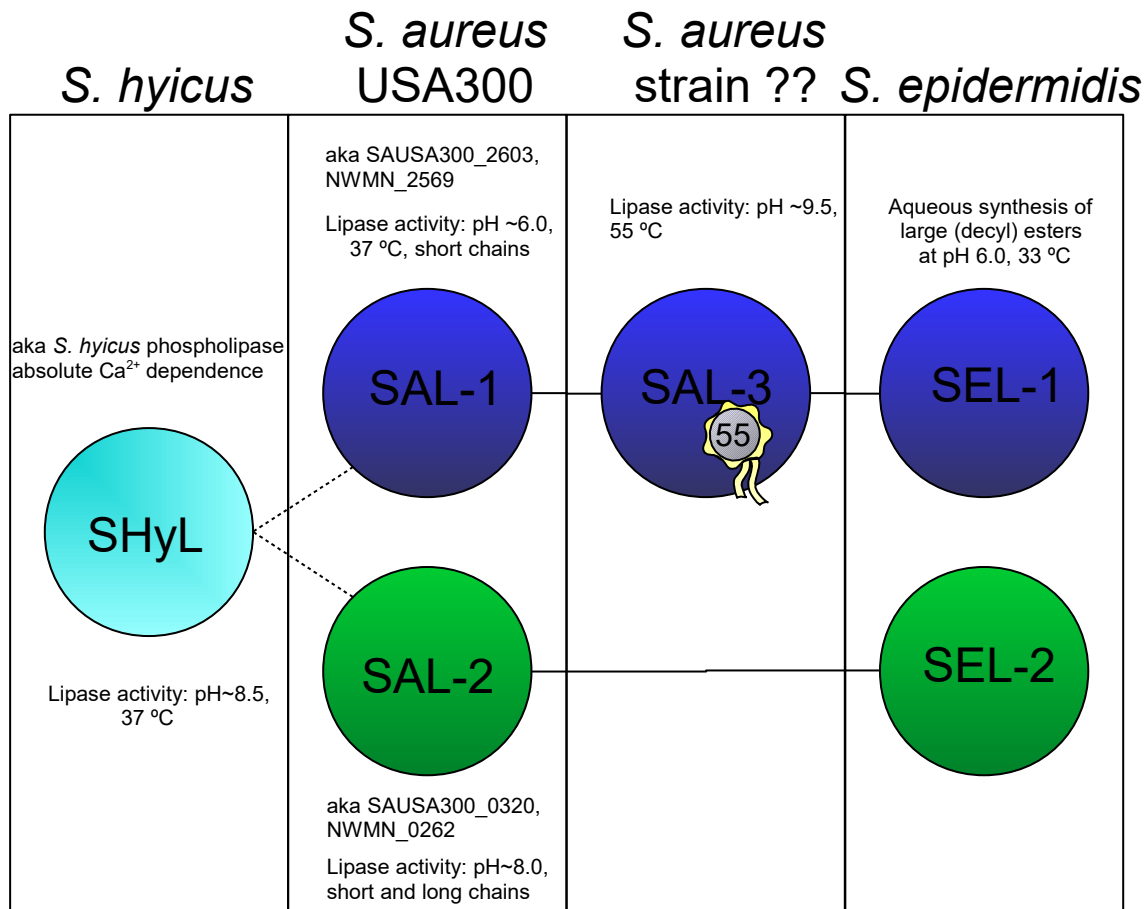 S. hyicus
S. aureus
USA300
S. aureus
strain ??
S. epidermidis
aka S. hyicus phospholipase
absolute Ca²⁺ dependence
SHyL
Lipase activity: pH~8.5,
37 ºC
aka SAUSA300_2603,
NWMN_2569
Lipase activity: pH ~6.0,
37 ºC, short chains
SAL-1
SAL-2
aka SAUSA300_0320,
NWMN_0262
Lipase activity: pH~8.0,
short and long chains
Lipase activity: pH ~9.5,
55 ºC
SAL-3
55
Aqueous synthesis of
large (decyl) esters
at pH 6.0, 33 ºC
SEL-1
SEL-2